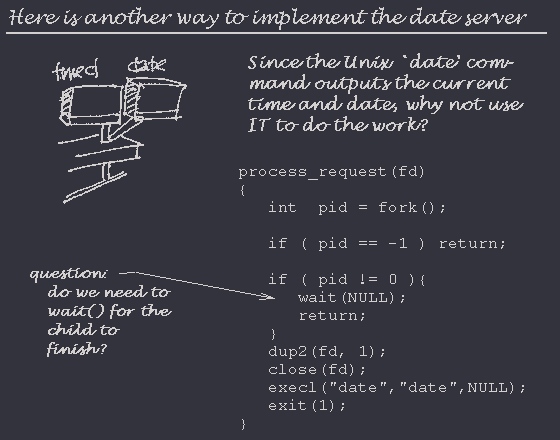 Here is another way to implement the date server
timed date
Since the Unix `date' com-
mand outputs the current
time and date, why not use
IT to do the work?
process_request(fd)
{
int pid = fork();
if ( pid == -1 ) return;
if ( pid != 0 ){
wait(NULL);
return;
}
dup2(fd, 1);
close(fd);
execl("date","date",NULL);
exit(1);
}
question:
do we need to
wait() for the
child to
finish?